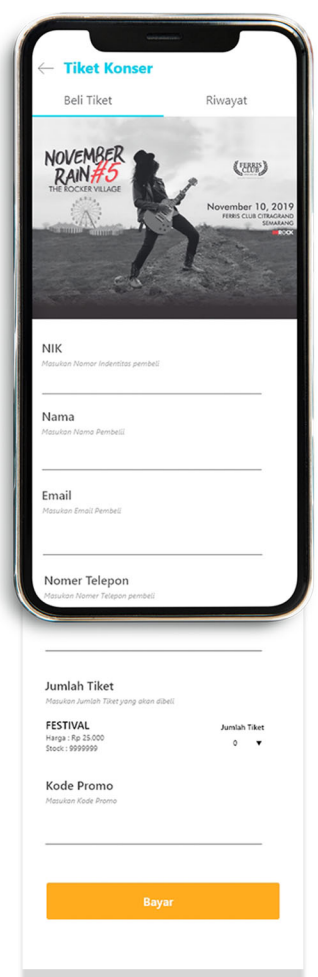 Tiket Konser
Beli Tiket
Riwayat
NOVEMBER
RAIN#5
THE ROCKER VILLAGE
FERRIS
CLUB
November 10, 2019
FERRIS CLUB CITRAGRAND
SEMARANG
NIK
Masukan Nomor Indentitas pembeli
Nama
Masukan Nama Pembeli
Email
Masukan Email Pembeli
Nomer Telepon
Masukan Nomer Telepon pembeli
Jumlah Tiket
Masukan Jumlah Tiket yang akan dibeli
FESTIVAL
Harga : Rp 25.000
Stock : 9999999
Jumlah Tiket
0
Kode Promo
Masukan Kode Promo
Bayar